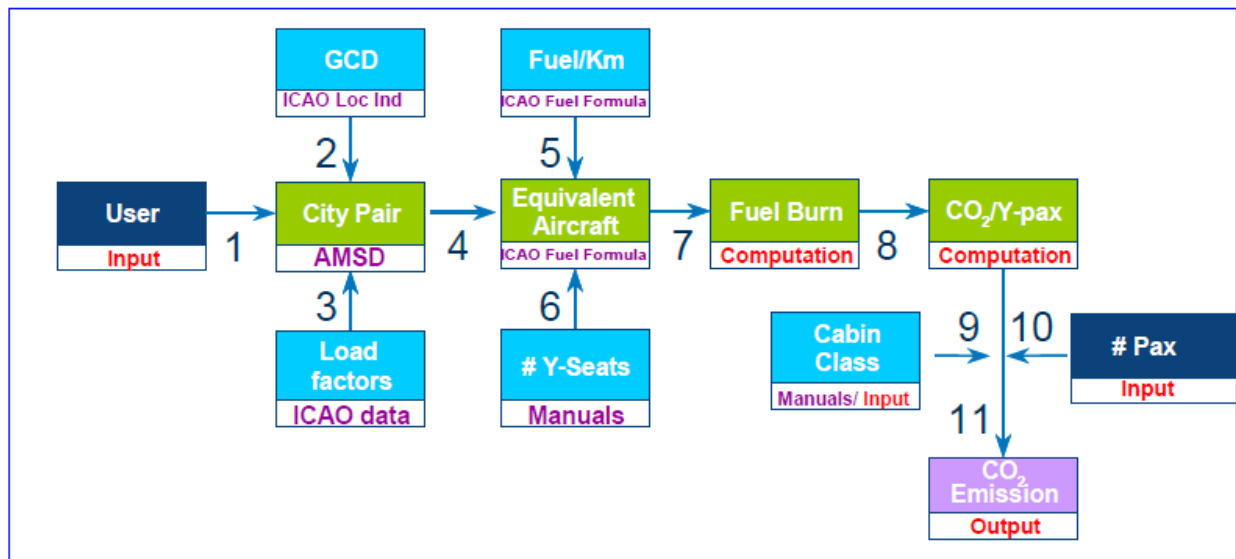 GCD
ICAO Loc Ind
Fuel/Km
ICAO Fuel Formula
2
5
User
Input
1
City Pair
AMSD
4
Equivalent
Aircraft
ICAO Fuel Formula
7
Fuel Burn
Computation
8
CO₂/Y-pax
Computation
3
6
Load
factors
ICAO data
# Y-Seats
Manuals
Cabin
Class
Manuals/ Input
9
10
# Pax
Input
11
CO₂
Emission
Output